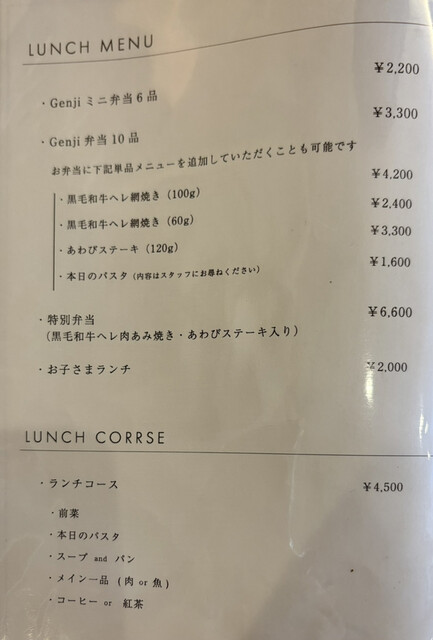 LUNCH MENU
・Genji ミニ弁当6品 ¥2,200
・Genji 弁当10品 ¥3,300
お弁当に下記単品メニューを追加していただくことも可能です
・黒毛和牛ヘレ網焼き (100g) ¥4,200
・黒毛和牛ヘレ網焼き (60g) ¥2,400
・あわびステーキ (120g) ¥3,300
・本日のパスタ (内容はスタッフにお尋ねください) ¥1,600
・特別弁当 ¥6,600
(黒毛和牛ヘレ肉あみ焼き・あわびステーキ入り)
・お子さまランチ ¥2,000
LUNCH CORRSE
・ランチコース ¥4,500
・前菜
・本日のパスタ
・スープ and パン
・メイン一品 (肉 or 魚)
・コーヒー or 紅茶